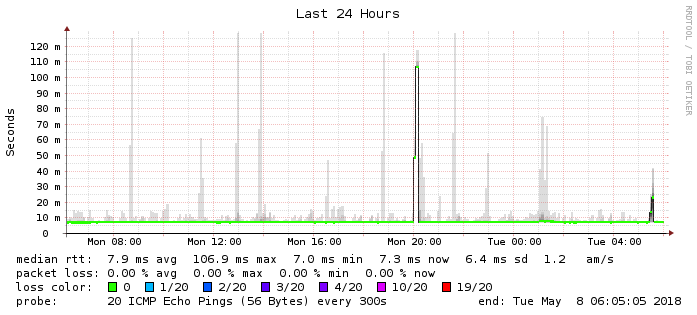 Last 24 Hours
RRDTOOL / TOBI OETIKER
Seconds
120 m
110 m
100 m
90 m
80 m
70 m
60 m
50 m
40 m
30 m
20 m
10 m
0
Mon 08:00 Mon 12:00 Mon 16:00 Mon 20:00 Tue 00:00 Tue 04:00
median rtt: 7.9 ms avg 106.9 ms max 7.0 ms min 7.3 ms now 6.4 ms sd 1.2 am/s
packet loss: 0.00 % avg 0.00 % max 0.00 % min 0.00 % now
loss color: 0 1/20 2/20 3/20 4/20 10/20 19/20
probe: 20 ICMP Echo Pings (56 Bytes) every 300s end: Tue May 8 06:05:05 2018